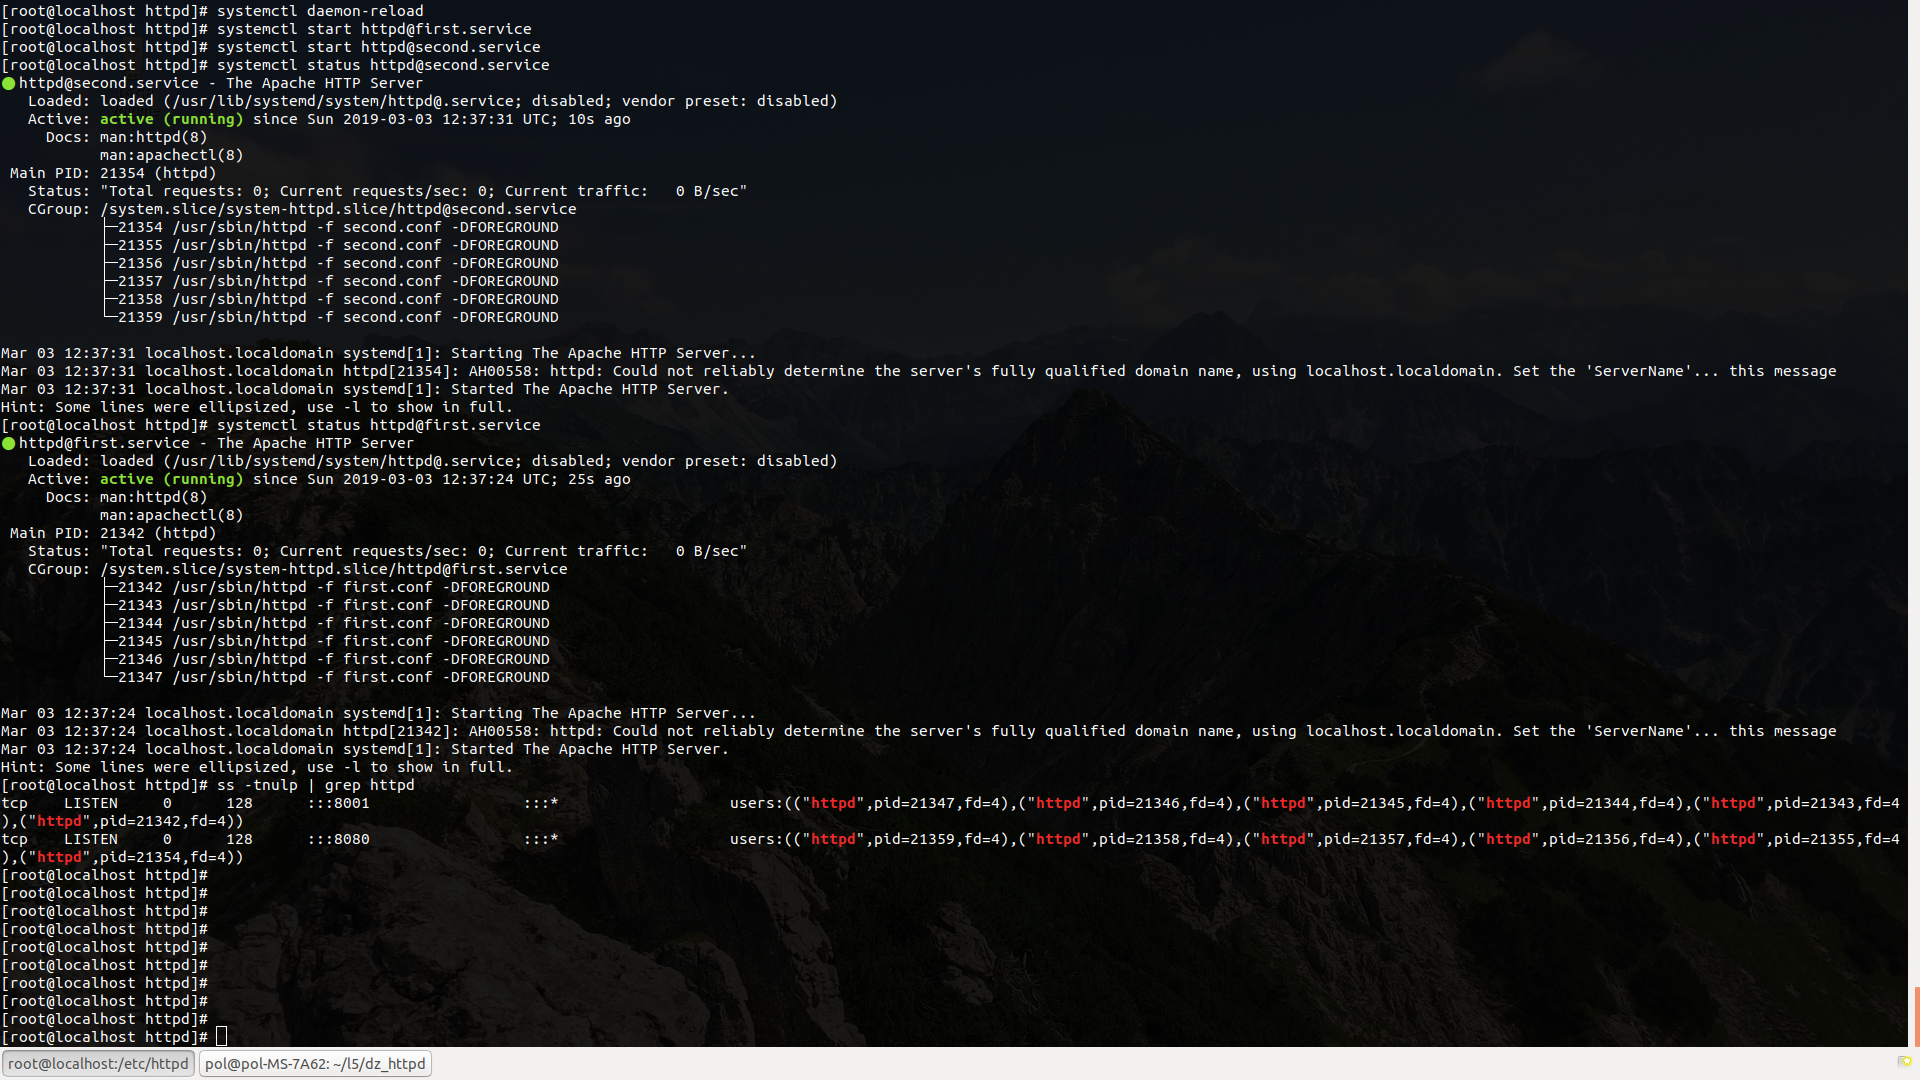 [root@localhost httpd]# systemctl daemon-reload
[root@localhost httpd]# systemctl start httpd@first.service
[root@localhost httpd]# systemctl start httpd@second.service
[root@localhost httpd]# systemctl status httpd@second.service
● httpd@second.service - The Apache HTTP Server
   Loaded: loaded (/usr/lib/systemd/system/httpd@.service; disabled; vendor preset: disabled)
   Active: active (running) since Sun 2019-03-03 12:37:31 UTC; 10s ago
     Docs: man:httpd(8)
           man:apachectl(8)
 Main PID: 21354 (httpd)
   Status: "Total requests: 0; Current requests/sec: 0; Current traffic:   0 B/sec"
   CGroup: /system.slice/system-httpd.slice/httpd@second.service
           ├─21354 /usr/sbin/httpd -f second.conf -DFOREGROUND
           ├─21355 /usr/sbin/httpd -f second.conf -DFOREGROUND
           ├─21356 /usr/sbin/httpd -f second.conf -DFOREGROUND
           ├─21357 /usr/sbin/httpd -f second.conf -DFOREGROUND
           ├─21358 /usr/sbin/httpd -f second.conf -DFOREGROUND
           └─21359 /usr/sbin/httpd -f second.conf -DFOREGROUND

Mar 03 12:37:31 localhost.localdomain systemd[1]: Starting The Apache HTTP Server...
Mar 03 12:37:31 localhost.localdomain httpd[21354]: AH00558: httpd: Could not reliably determine the server's fully qualified domain name, using localhost.localdomain. Set the 'ServerName'... this message
Mar 03 12:37:31 localhost.localdomain systemd[1]: Started The Apache HTTP Server.
Hint: Some lines were ellipsized, use -l to show in full.
[root@localhost httpd]# systemctl status httpd@first.service
● httpd@first.service - The Apache HTTP Server
   Loaded: loaded (/usr/lib/systemd/system/httpd@.service; disabled; vendor preset: disabled)
   Active: active (running) since Sun 2019-03-03 12:37:24 UTC; 25s ago
     Docs: man:httpd(8)
           man:apachectl(8)
 Main PID: 21342 (httpd)
   Status: "Total requests: 0; Current requests/sec: 0; Current traffic:   0 B/sec"
   CGroup: /system.slice/system-httpd.slice/httpd@first.service
           ├─21342 /usr/sbin/httpd -f first.conf -DFOREGROUND
           ├─21343 /usr/sbin/httpd -f first.conf -DFOREGROUND
           ├─21344 /usr/sbin/httpd -f first.conf -DFOREGROUND
           ├─21345 /usr/sbin/httpd -f first.conf -DFOREGROUND
           ├─21346 /usr/sbin/httpd -f first.conf -DFOREGROUND
           └─21347 /usr/sbin/httpd -f first.conf -DFOREGROUND

Mar 03 12:37:24 localhost.localdomain systemd[1]: Starting The Apache HTTP Server...
Mar 03 12:37:24 localhost.localdomain httpd[21342]: AH00558: httpd: Could not reliably determine the server's fully qualified domain name, using localhost.localdomain. Set the 'ServerName'... this message
Mar 03 12:37:24 localhost.localdomain systemd[1]: Started The Apache HTTP Server.
Hint: Some lines were ellipsized, use -l to show in full.
[root@localhost httpd]# ss -tnulp | grep httpd
tcp    LISTEN     0      128      :::8001                 :::*                   users:(("httpd",pid=21347,fd=4),("httpd",pid=21346,fd=4),("httpd",pid=21345,fd=4),("httpd",pid=21344,fd=4),("httpd",pid=21343,fd=4
),("httpd",pid=21342,fd=4))
tcp    LISTEN     0      128      :::8080                 :::*                   users:(("httpd",pid=21359,fd=4),("httpd",pid=21358,fd=4),("httpd",pid=21357,fd=4),("httpd",pid=21356,fd=4),("httpd",pid=21355,fd=4
),("httpd",pid=21354,fd=4))
[root@localhost httpd]#
[root@localhost httpd]#
[root@localhost httpd]#
[root@localhost httpd]#
[root@localhost httpd]#
[root@localhost httpd]#
[root@localhost httpd]#
[root@localhost httpd]#
[root@localhost httpd]#
[root@localhost httpd]#
root@localhost:/etc/httpd
pol@pol-MS-7A62: ~/l5/dz_httpd